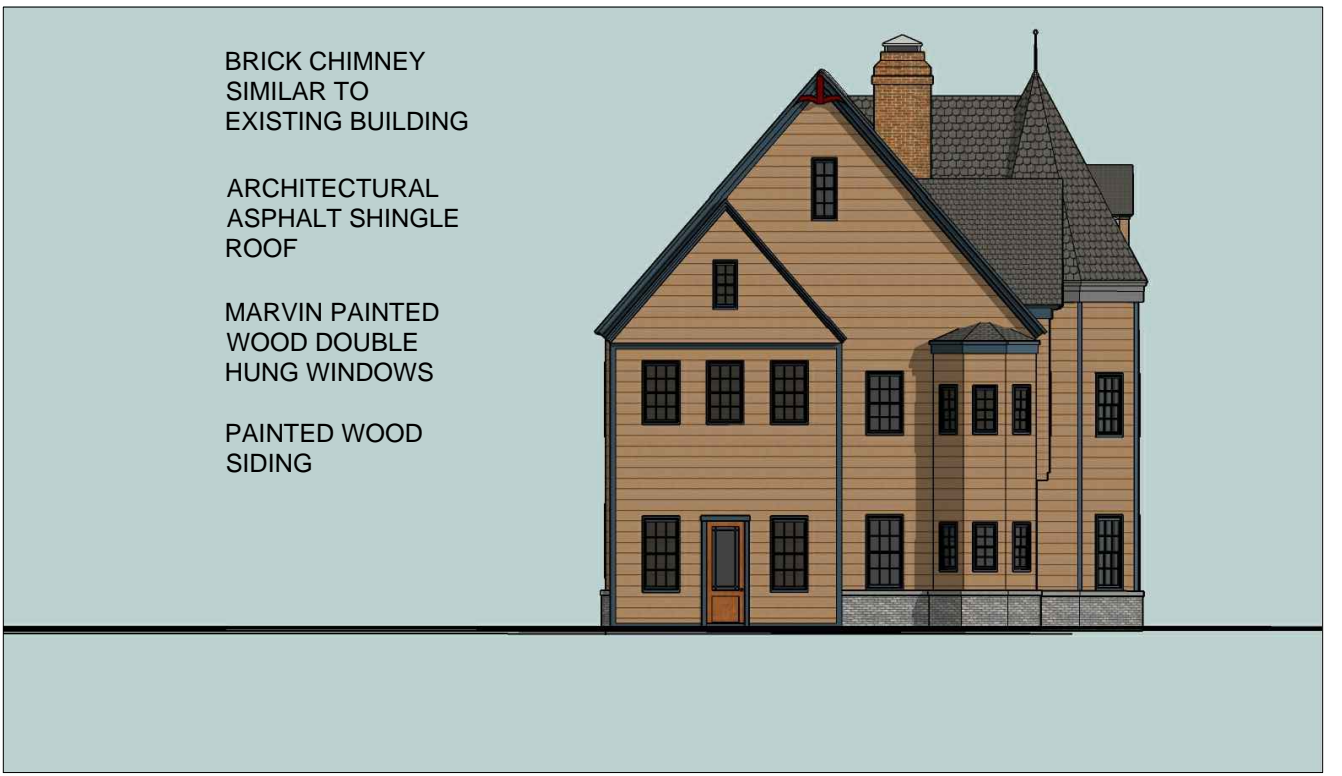 BRICK CHIMNEY
SIMILAR TO
EXISTING BUILDING
ARCHITECTURAL
ASPHALT SHINGLE
ROOF
MARVIN PAINTED
WOOD DOUBLE
HUNG WINDOWS
PAINTED WOOD
SIDING